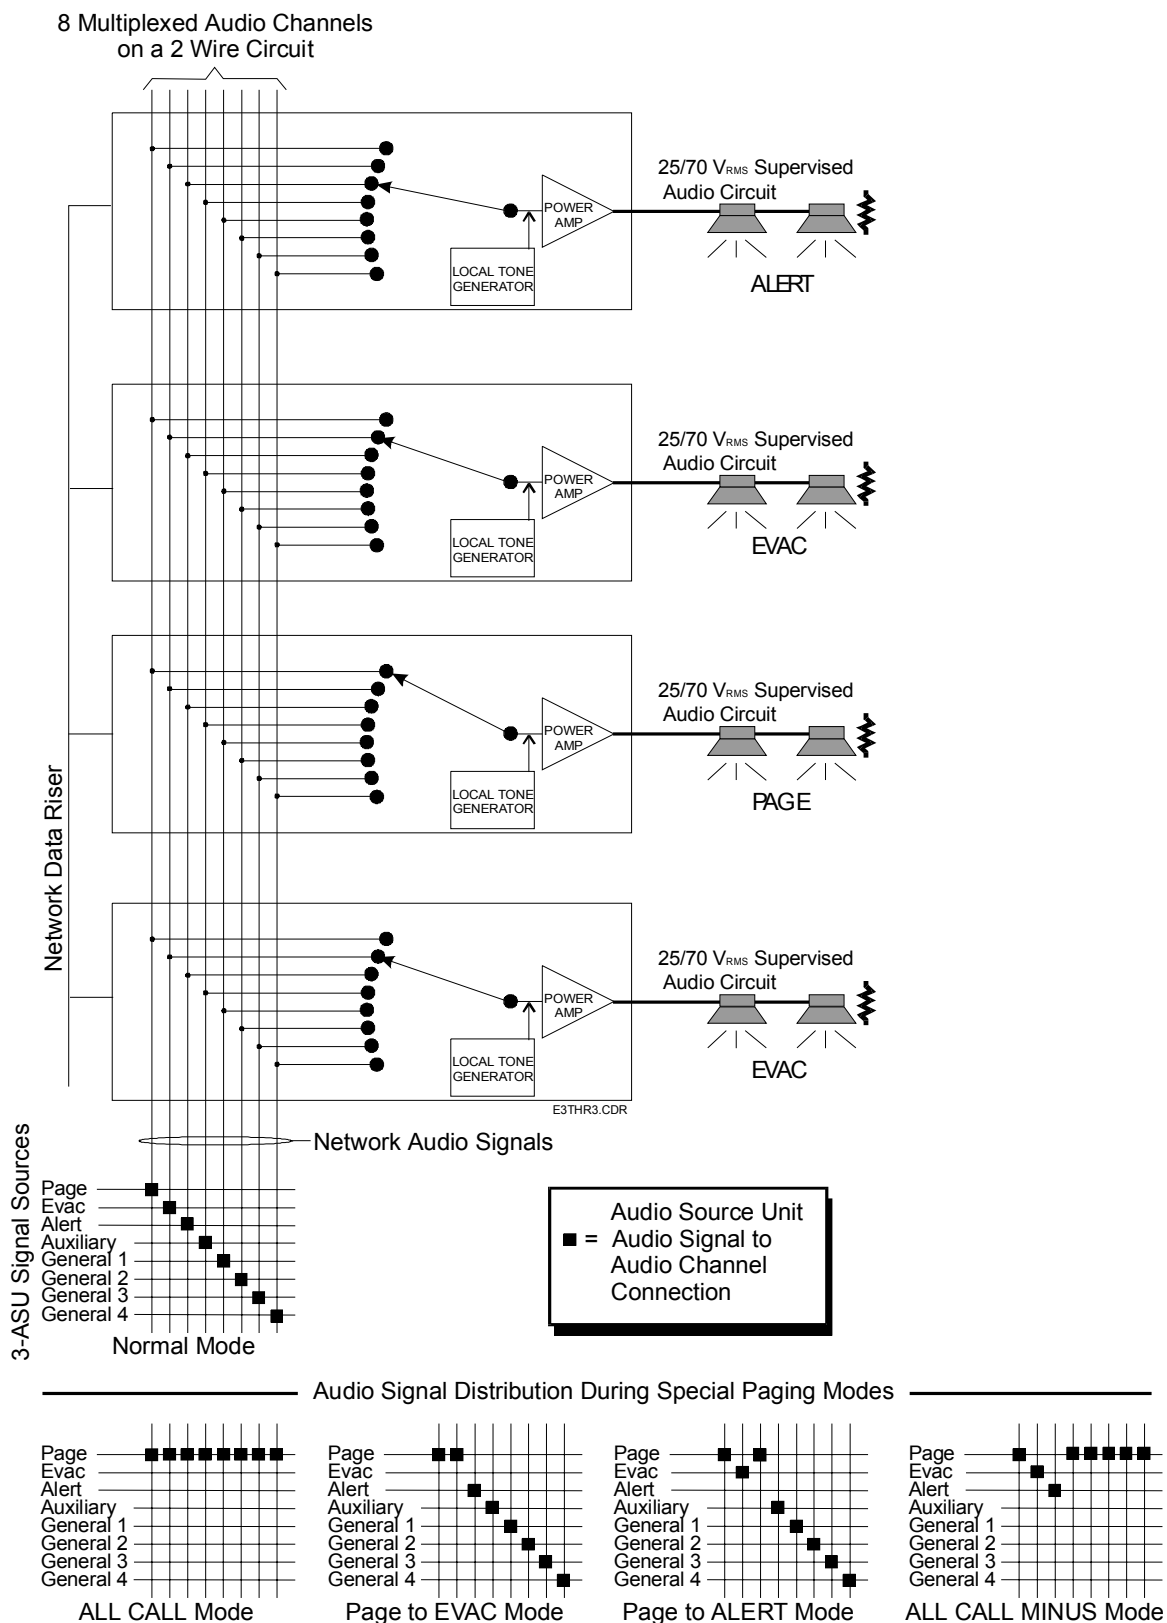 8 Multiplexed Audio Channels
on a 2 Wire Circuit
25/70 VRMS Supervised
Audio Circuit
POWER
AMP
LOCAL TONE
GENERATOR
ALERT
25/70 VRMS Supervised
Audio Circuit
POWER
AMP
LOCAL TONE
GENERATOR
EVAC
25/70 VRMS Supervised
Audio Circuit
POWER
AMP
LOCAL TONE
GENERATOR
PAGE
Network Data Riser
25/70 VRMS Supervised
Audio Circuit
POWER
AMP
LOCAL TONE
GENERATOR
EVAC
E3THR3.CDR
Network Audio Signals
3-ASU Signal Sources
Page
Evac
Alert
Auxiliary
General 1
General 2
General 3
General 4
Normal Mode
Audio Source Unit
= Audio Signal to
Audio Channel
Connection
Audio Signal Distribution During Special Paging Modes
Page
Evac
Alert
Auxiliary
General 1
General 2
General 3
General 4
ALL CALL Mode
Page
Evac
Alert
Auxiliary
General 1
General 2
General 3
General 4
Page to EVAC Mode
Page
Evac
Alert
Auxiliary
General 1
General 2
General 3
General 4
Page to ALERT Mode
Page
Evac
Alert
Auxiliary
General 1
General 2
General 3
General 4
ALL CALL MINUS Mode